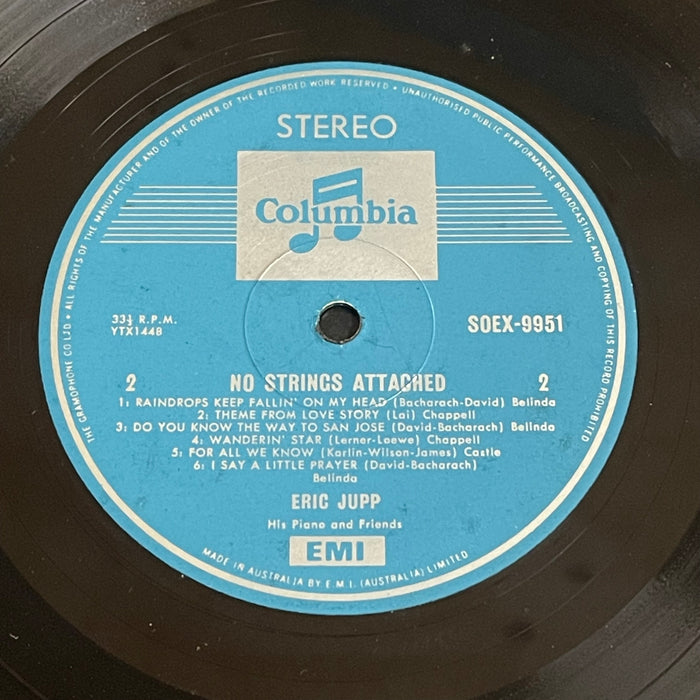 THE GRAMOPHONE CO LTD • ALL RIGHTS OF THE MANUFACTURER AND OF THE OWNER OF THE RECORDED WORK RESERVED • UNAUTHORISED PUBLIC PERFORMANCE BROADCASTING AND COPYING OF THIS RECORD PROHIBITED
STEREO
Columbia
33⅓ R.P.M.
YTX1448
SOEX-9951
2 NO STRINGS ATTACHED 2
1: RAINDROPS KEEP FALLIN' ON MY HEAD (Bacharach-David) Belinda
2: THEME FROM LOVE STORY (Lai) Chappell
3: DO YOU KNOW THE WAY TO SAN JOSE (David-Bacharach) Belinda
4: WANDERIN' STAR (Lerner-Loewe) Chappell
5: FOR ALL WE KNOW (Karlin-Wilson-James) Castle
6: I SAY A LITTLE PRAYER (David-Bacharach)
Belinda
ERIC JUPP
His Piano and Friends
EMI
MADE IN AUSTRALIA BY E.M.I. (AUSTRALIA) LIMITED